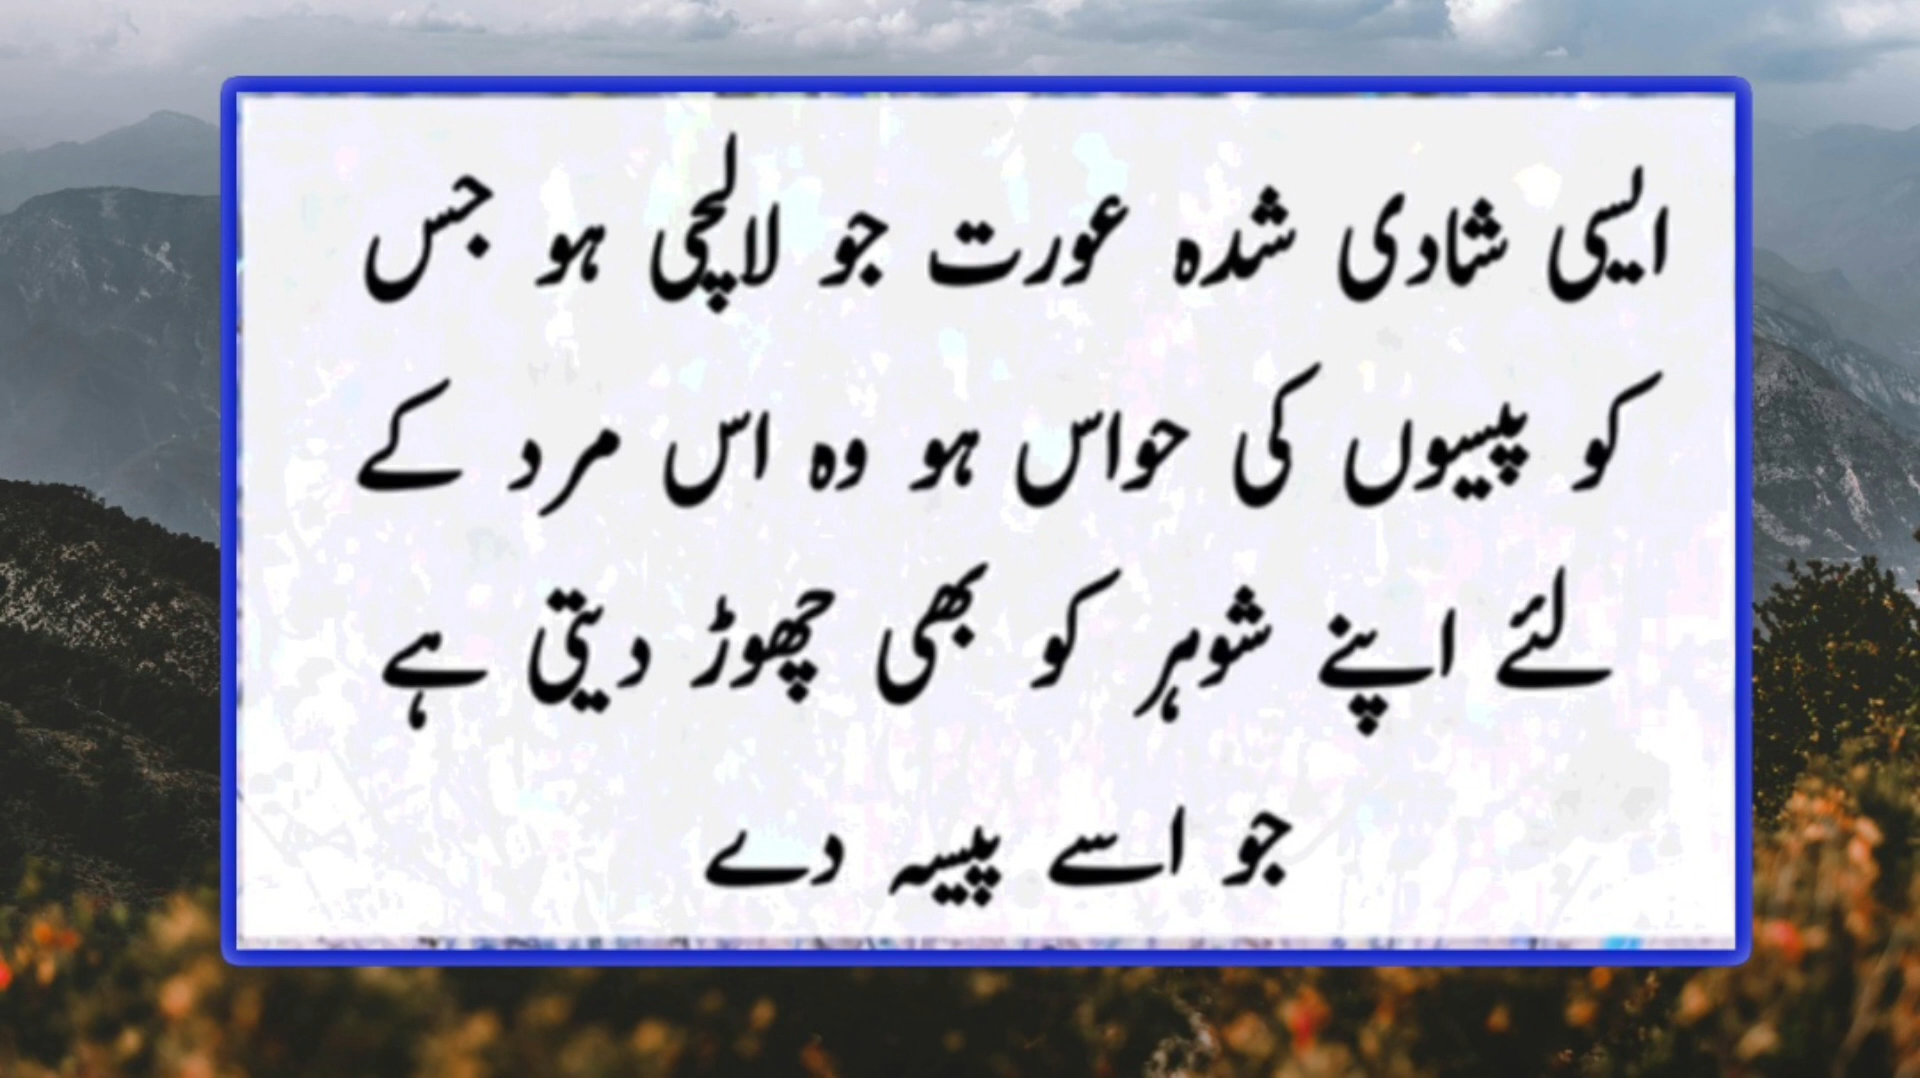 ایسی شادی شدہ عورت جو لالچی ہو جس
کو پیسوں کی حواس ہو وہ اس مرد کے
لئے اپنے شوہر کو بھی چھوڑ دیتی ہے
جو اسے پیسہ دے